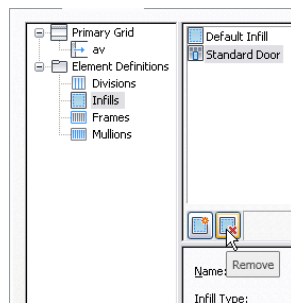 Primary Grid
av
Element Definitions
Divisions
Infills
Frames
Mullions
Default Infill
Standard Door
Remove
Name:
Infill Type: